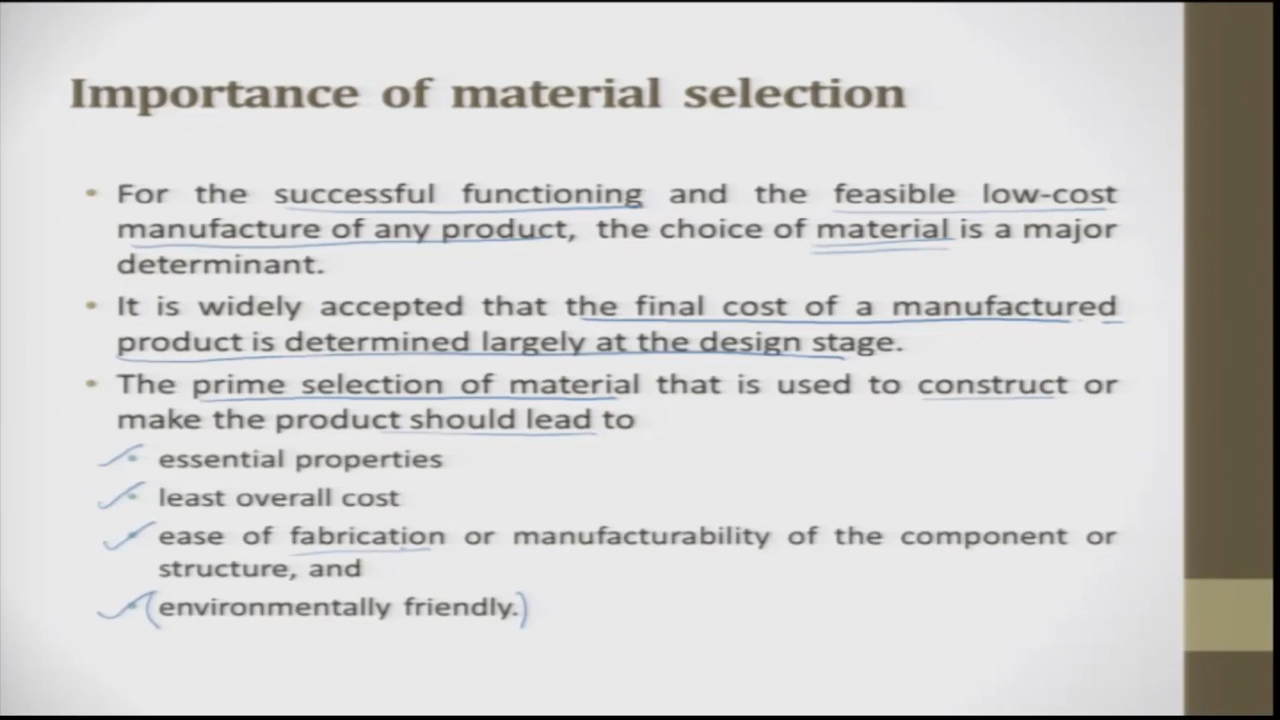 Importance of material selection
• For the successful functioning and the feasible low-cost
manufacture of any product, the choice of material is a major
determinant.
• It is widely accepted that the final cost of a manufactured
product is determined largely at the design stage.
• The prime selection of material that is used to construct or
make the product should lead to
• essential properties
• least overall cost
• ease of fabrication or manufacturability of the component or
structure, and
• (environmentally friendly.)